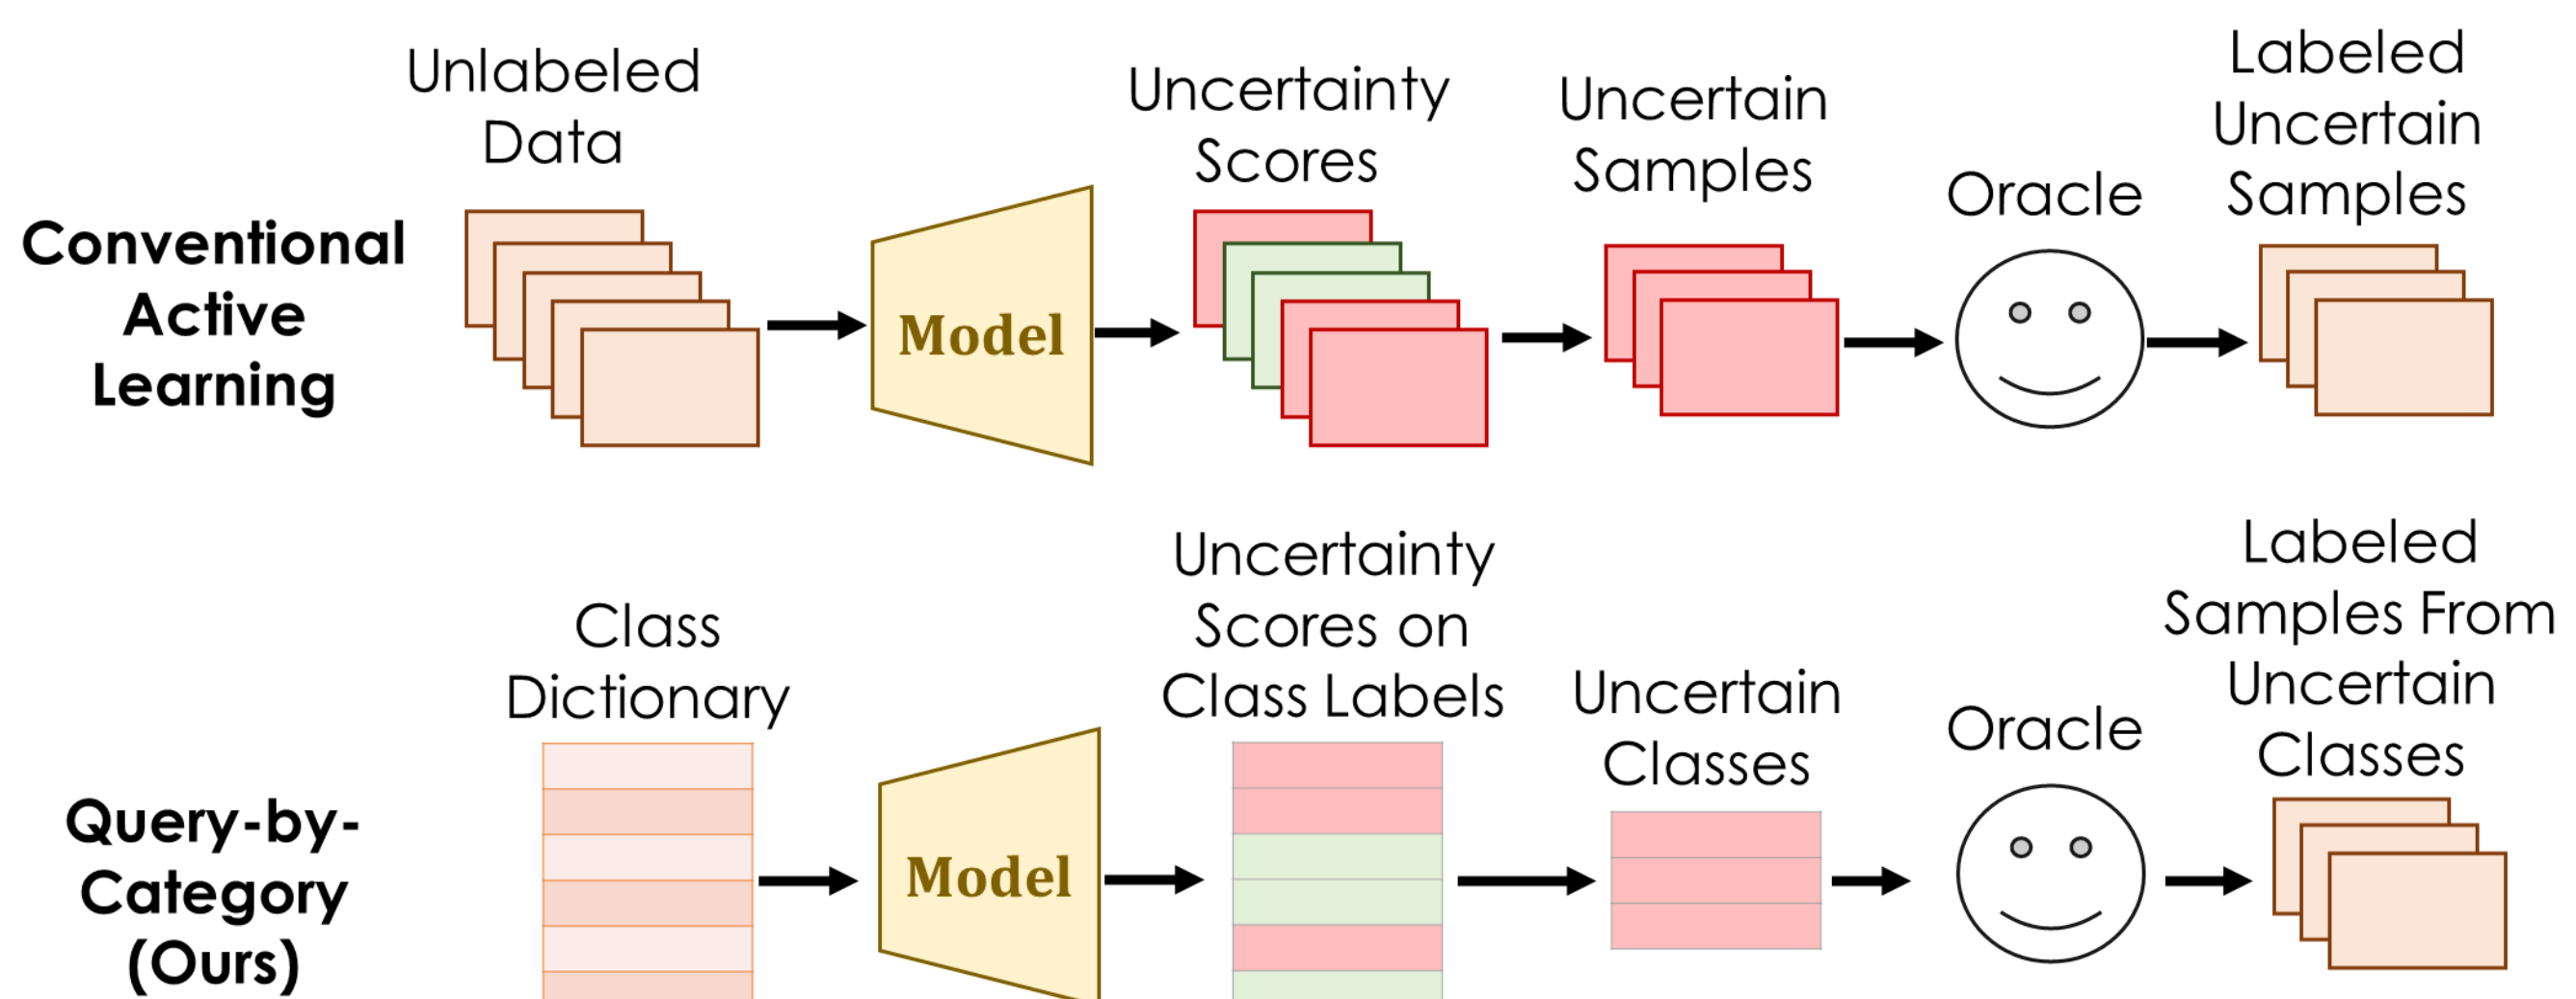 Conventional
Active
Learning
Unlabeled
Data
Model
Uncertainty
Scores
Uncertain
Samples
Oracle
Labeled
Uncertain
Samples
Query-by-
Category
(Ours)
Class
Dictionary
Model
Uncertainty
Scores on
Class Labels
Uncertain
Classes
Oracle
Labeled
Samples From
Uncertain
Classes